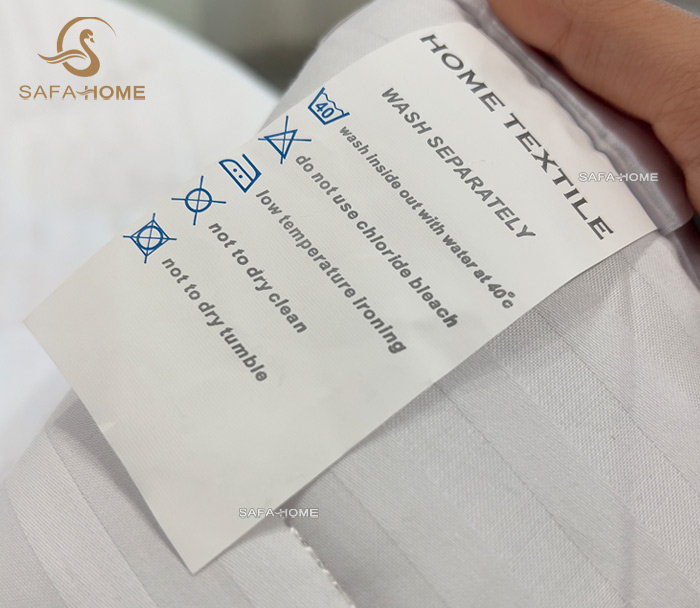 SAFA-HOME
HOME TEXTILE
WASH SEPARATELY
40 wash inside out with water at 40°c
do not use chloride bleach
low temperature ironing
not to dry clean
not to dry tumble
SAFA-HOME
SAFA-HOME